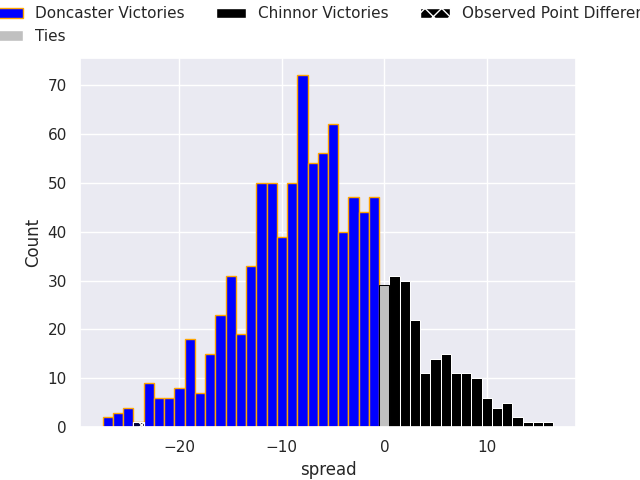 Doncaster Victories
Chinnor Victories
Observed Point
Ties
Count
70
60
50
40
30
20
10
0
−20
−10
0
10
spread